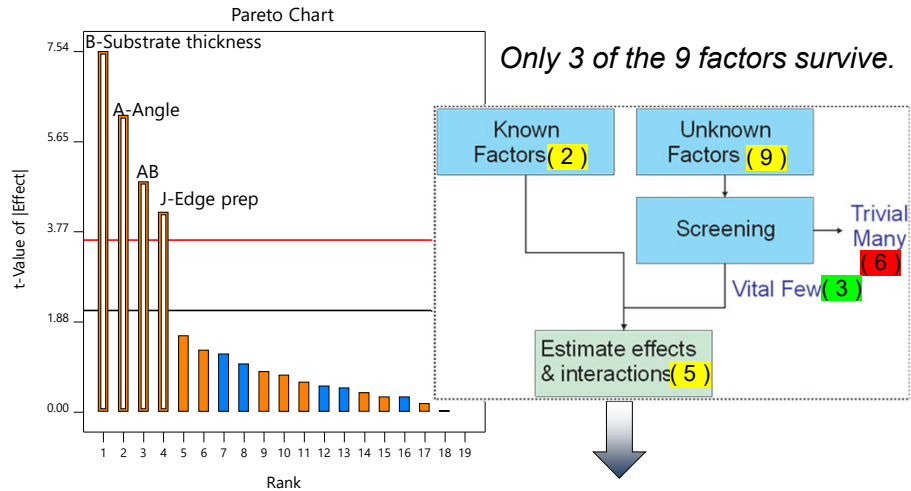 Pareto Chart
B-Substrate thickness
7.54
Only 3 of the 9 factors survive.
A-Angle
5.65
AB
J-Edge prep
3.77
1.88
0.00
t-Value of |Effect|
1 2 3 4 5 6 7 8 9 10 11 12 13 14 15 16 17 18 19
Rank
Known
Factors( 2 )
Unknown
Factors ( 9 )
Screening
Trivial
Many
( 6 )
Vital Few( 3 )
Estimate effects
& interactions( 5 )